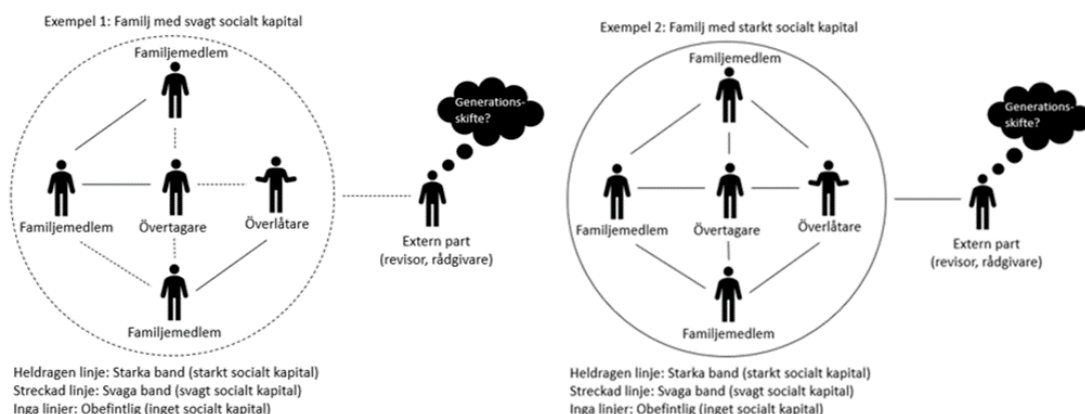 Exempel 1: Familj med svagt socialt kapital
Familjemedlem
Generations-
skifte?
Familjemedlem
Övertagare
Överlåtare
Extern part
(revisor, rådgivare)
Familjemedlem
Heldragen linje: Starka band (starkt socialt kapital)
Streckad linje: Svaga band (svagt socialt kapital)
Inga linjer: Obefintlig (inget socialt kapital)
Exempel 2: Familj med starkt socialt kapital
Familjemedlem
Generations-
skifte?
Familjemedlem
Övertagare
Överlåtare
Extern part
(revisor, rådgivare)
Familjemedlem
Heldragen linje: Starka band (starkt socialt kapital)
Streckad linje: Svaga band (svagt socialt kapital)
Inga linjer: Obefintlig (inget socialt kapital)